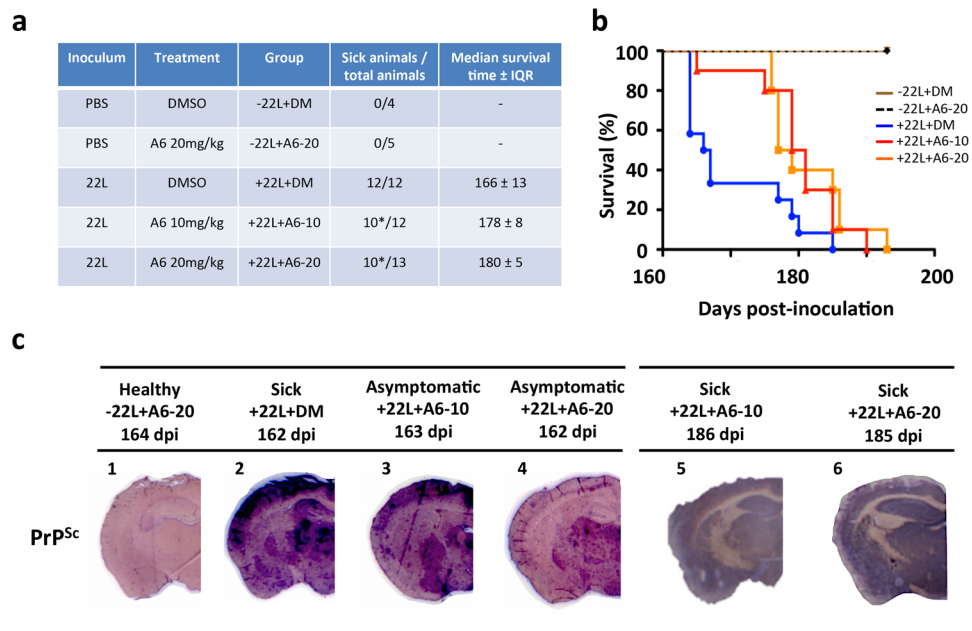 a
Inoculum Treatment Group Sick animals / total animals Median survival time ± IQR
PBS DMSO -22L+DM 0/4 -
PBS A6 20mg/kg -22L+A6-20 0/5 -
22L DMSO +22L+DM 12/12 166 ± 13
22L A6 10mg/kg +22L+A6-10 10*/12 178 ± 8
22L A6 20mg/kg +22L+A6-20 10*/13 180 ± 5
b
100
80
60
40
20
0
Survival (%)
160 180 200
Days post-inoculation
-22L+DM
-22L+A6-20
+22L+DM
+22L+A6-10
+22L+A6-20
c
Healthy
-22L+A6-20
164 dpi
Sick
+22L+DM
162 dpi
Asymptomatic
+22L+A6-10
163 dpi
Asymptomatic
+22L+A6-20
162 dpi
Sick
+22L+A6-10
186 dpi
Sick
+22L+A6-20
185 dpi
1 2 3 4 5 6
PrPSc